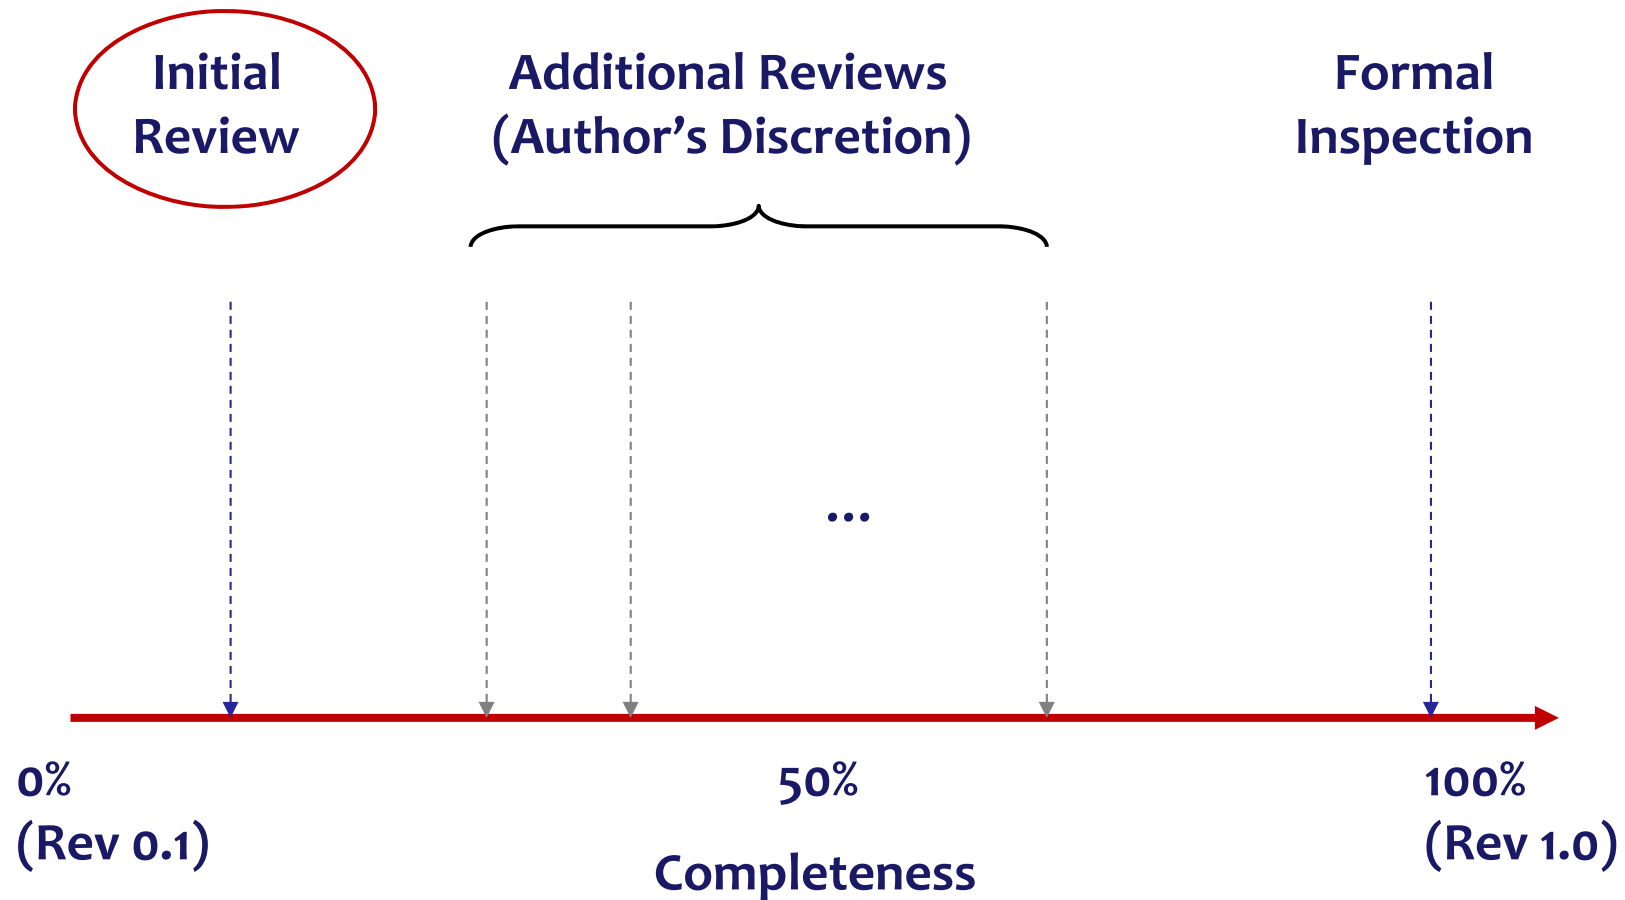 Initial
Review
Additional Reviews
(Author’s Discretion)
Formal
Inspection
...
0%
(Rev 0.1)
50%
100%
(Rev 1.0)
Completeness